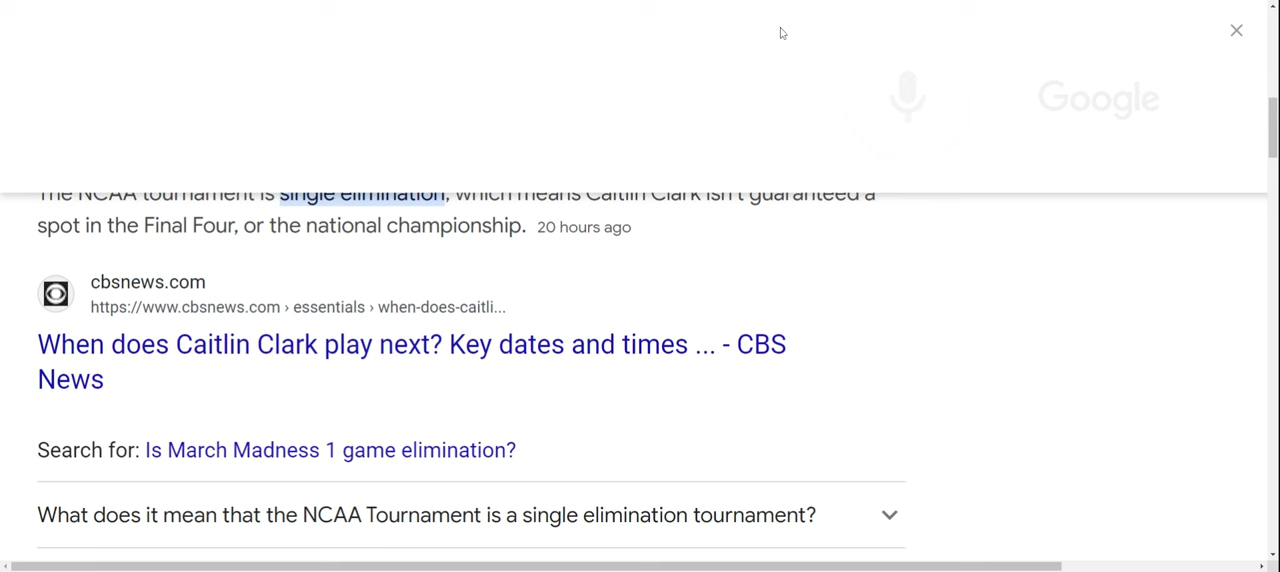 Google
The NCAA tournament is single elimination, which means Caitlin Clark isn't guaranteed a
spot in the Final Four, or the national championship. 20 hours ago
cbsnews.com
https://www.cbsnews.com › essentials › when-does-caitli...
When does Caitlin Clark play next? Key dates and times ... - CBS
News
Search for: Is March Madness 1 game elimination?
What does it mean that the NCAA Tournament is a single elimination tournament?